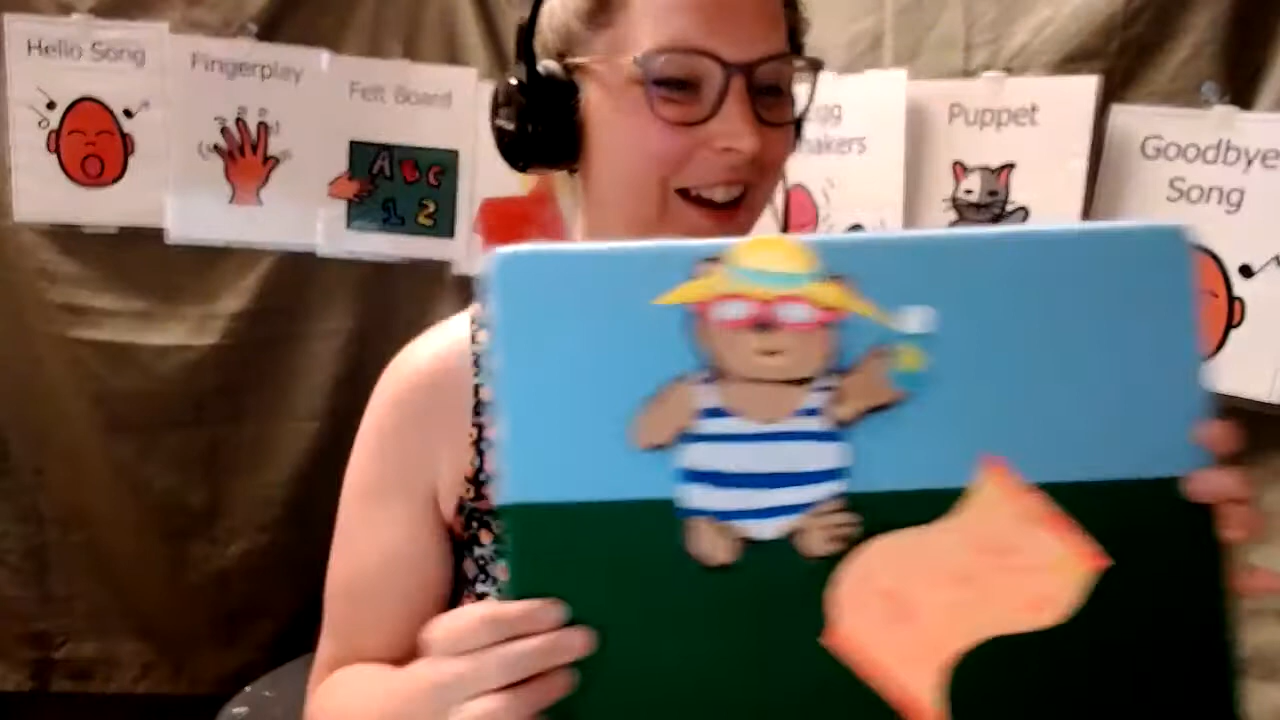 Hello Song
Fingerplay
Felt Board
A B C
1 2
Puppet
Goodbye
Song